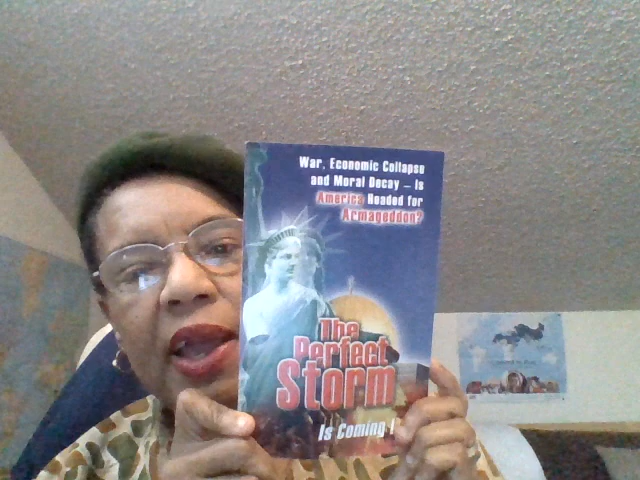 War, Economic Collapse
and Moral Decay – Is
America Headed for
Armageddon?
The
Perfect
Storm
Is Coming